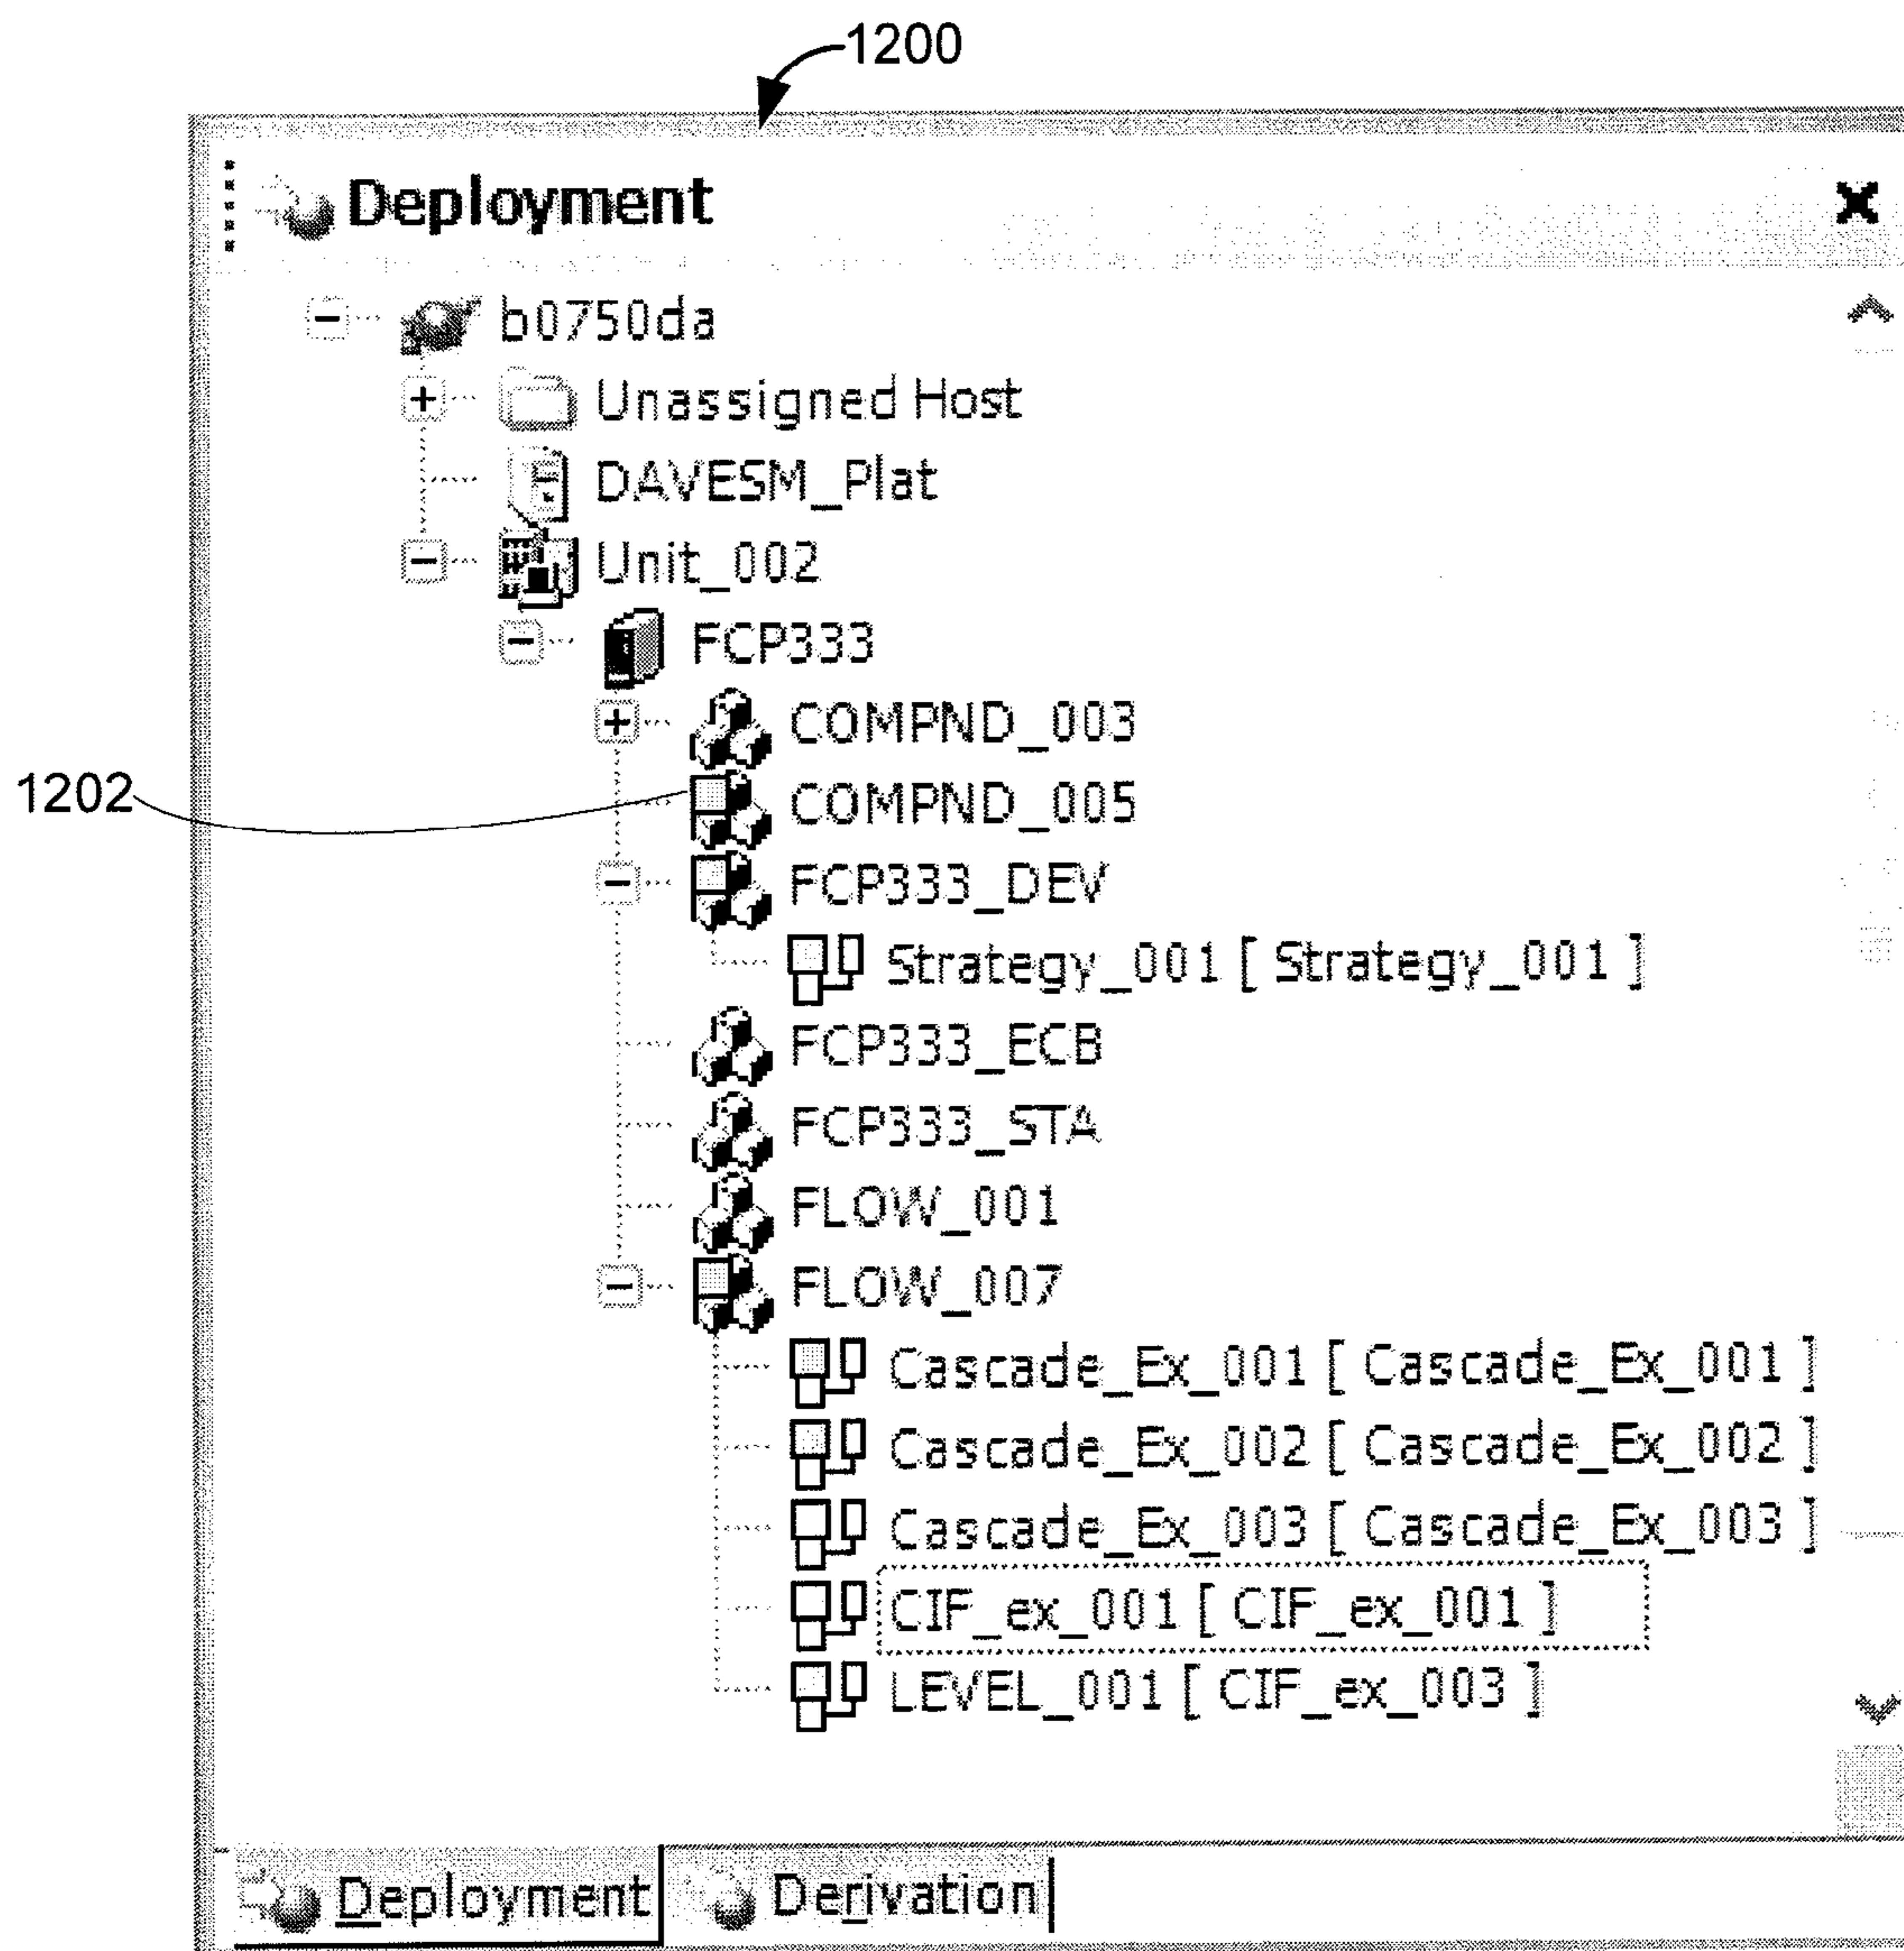 1200
Deployment
b0750da
Unassigned Host
DAVESM_Plat
Unit_002
FCP333
COMPND_003
1202
COMPND_005
FCP333_DEV
Strategy_001 [ Strategy_001 ]
FCP333_ECB
FCP333_STA
FLOW_001
FLOW_007
Cascade_Ex_001 [ Cascade_Ex_001 ]
Cascade_Ex_002 [ Cascade_Ex_002 ]
Cascade_Ex_003 [ Cascade_Ex_003 ]
CIF_ex_001 [ CIF_ex_001 ]
LEVEL_001 [ CIF_ex_003 ]
Deployment Derivation